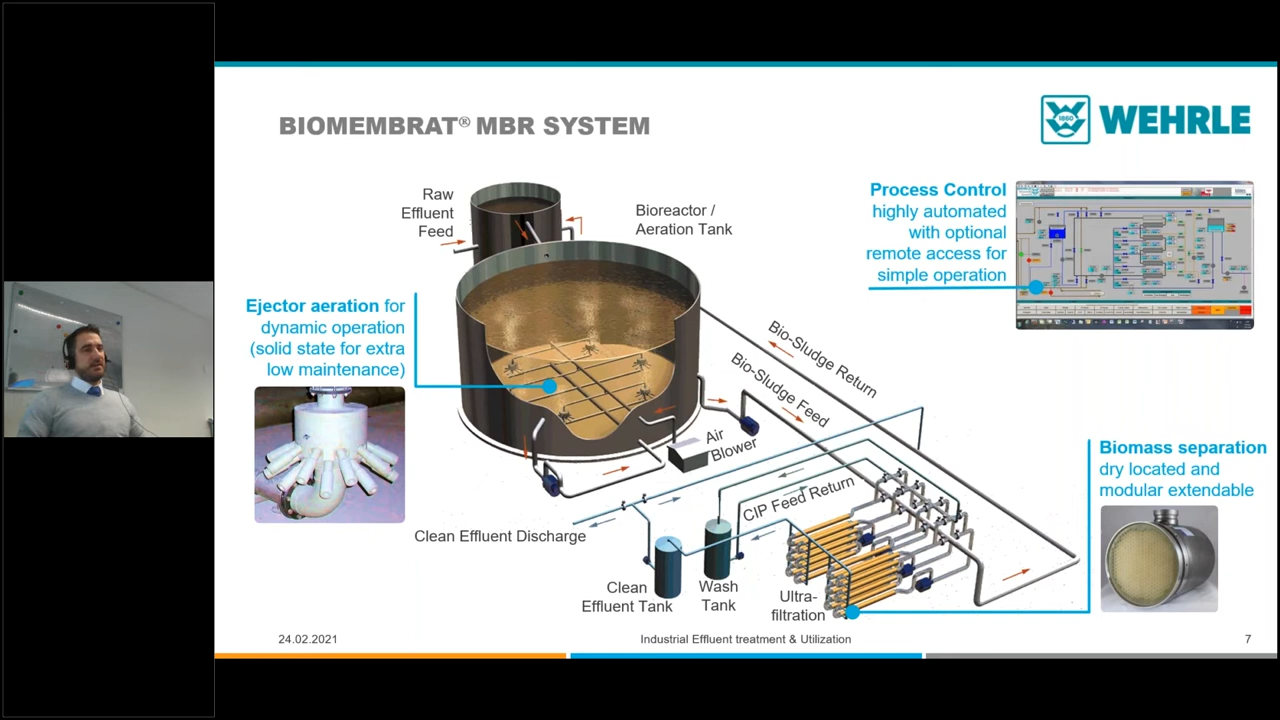 BIOMEMBRAT® MBR SYSTEM
1860
WEHRLE
Raw
Effluent
Feed
Bioreactor /
Aeration Tank
Process Control
highly automated
with optional
remote access for
simple operation
Ejector aeration for
dynamic operation
(solid state for extra
low maintenance)
Bio-Sludge Return
Bio-Sludge Feed
Air
Blower
Biomass separation
dry located and
modular extendable
CIP Feed Return
Clean Effluent Discharge
Clean
Effluent Tank
Wash
Tank
Ultra-
filtration
24.02.2021
Industrial Effluent treatment & Utilization
7